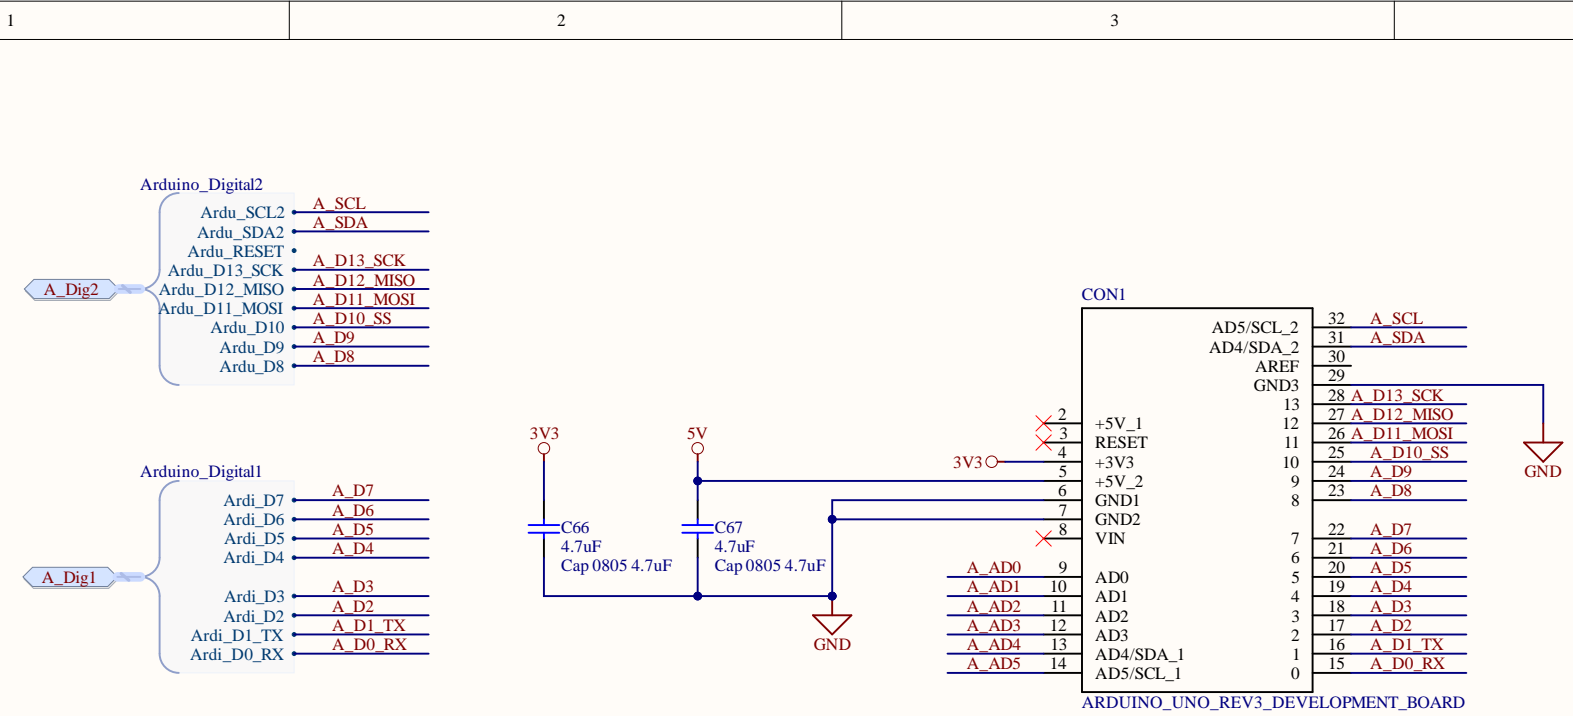 1 2 3
Arduino_Digital2
Ardu_SCL2 A_SCL
Ardu_SDA2 A_SDA
Ardu_RESET
Ardu_D13_SCK A_D13_SCK
Ardu_D12_MISO A_D12_MISO
Ardu_D11_MOSI A_D11_MOSI
Ardu_D10 A_D10_SS
Ardu_D9 A_D9
Ardu_D8 A_D8
A_Dig2
Arduino_Digital1
Ardi_D7 A_D7
Ardi_D6 A_D6
Ardi_D5 A_D5
Ardi_D4 A_D4
Ardi_D3 A_D3
Ardi_D2 A_D2
Ardi_D1_TX A_D1_TX
Ardi_D0_RX A_D0_RX
A_Dig1
3V3
C66
4.7uF
Cap 0805 4.7uF
5V
C67
4.7uF
Cap 0805 4.7uF
GND
CON1
2 +5V_1
3 RESET
3V3 4 +3V3
5 +5V_2
6 GND1
7 GND2
8 VIN
A_AD0 9 AD0
A_AD1 10 AD1
A_AD2 11 AD2
A_AD3 12 AD3
A_AD4 13 AD4/SDA_1
A_AD5 14 AD5/SCL_1
AD5/SCL_2 32 A_SCL
AD4/SDA_2 31 A_SDA
AREF 30
GND3 29
13 28 A_D13_SCK
12 27 A_D12_MISO
11 26 A_D11_MOSI
10 25 A_D10_SS
9 24 A_D9
8 23 A_D8
7 22 A_D7
6 21 A_D6
5 20 A_D5
4 19 A_D4
3 18 A_D3
2 17 A_D2
1 16 A_D1_TX
0 15 A_D0_RX
GND
ARDUINO_UNO_REV3_DEVELOPMENT_BOARD